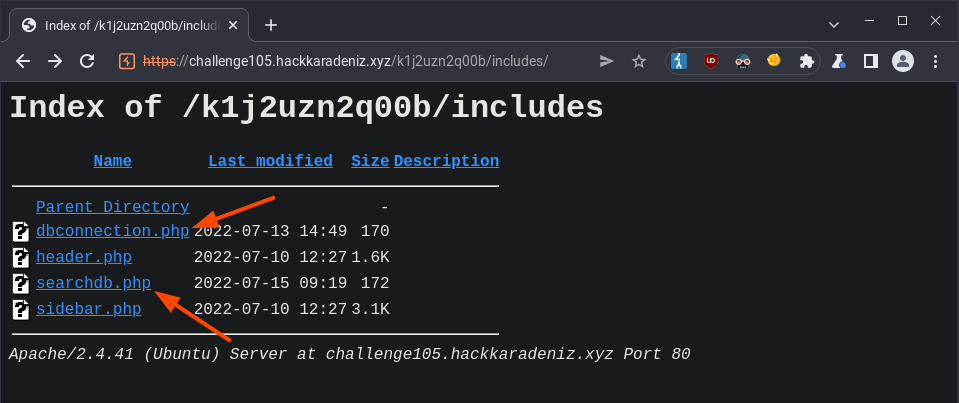 Index of /k1j2uzn2q00b/includ
https://challenge105.hackkaradeniz.xyz/k1j2uzn2q00b/includes/
Index of /k1j2uzn2q00b/includes
Name Last modified Size Description
Parent Directory -
dbconnection.php 2022-07-13 14:49 170
header.php 2022-07-10 12:27 1.6K
searchdb.php 2022-07-15 09:19 172
sidebar.php 2022-07-10 12:27 3.1K
Apache/2.4.41 (Ubuntu) Server at challenge105.hackkaradeniz.xyz Port 80